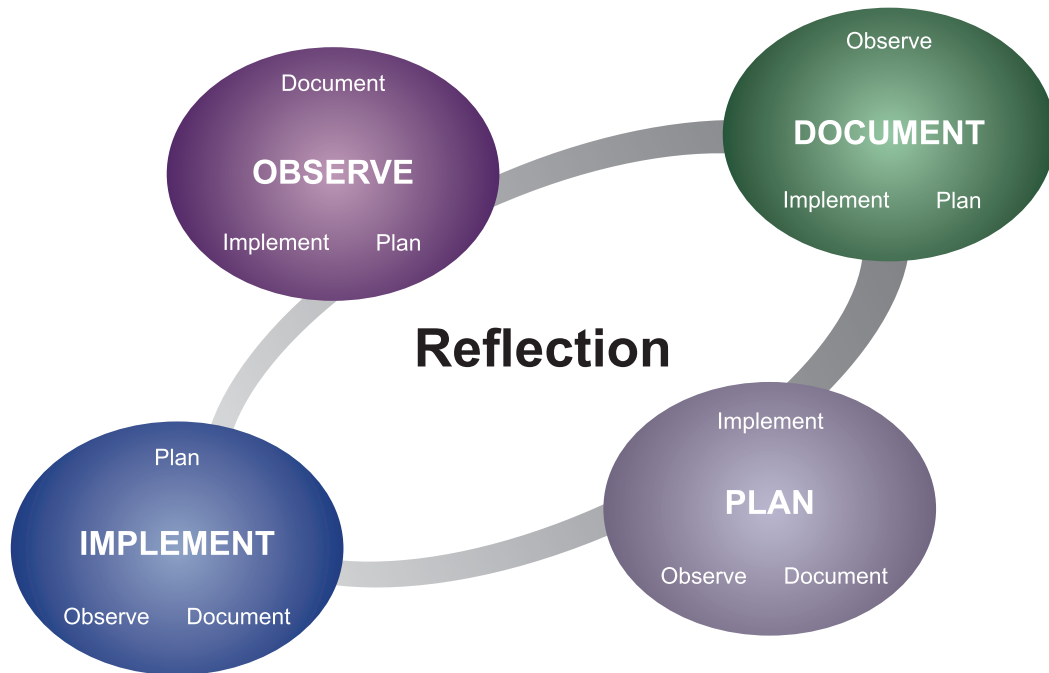 Document
OBSERVE
Implement Plan
Observe
DOCUMENT
Implement Plan
Reflection
Plan
IMPLEMENT
Observe Document
Implement
PLAN
Observe Document